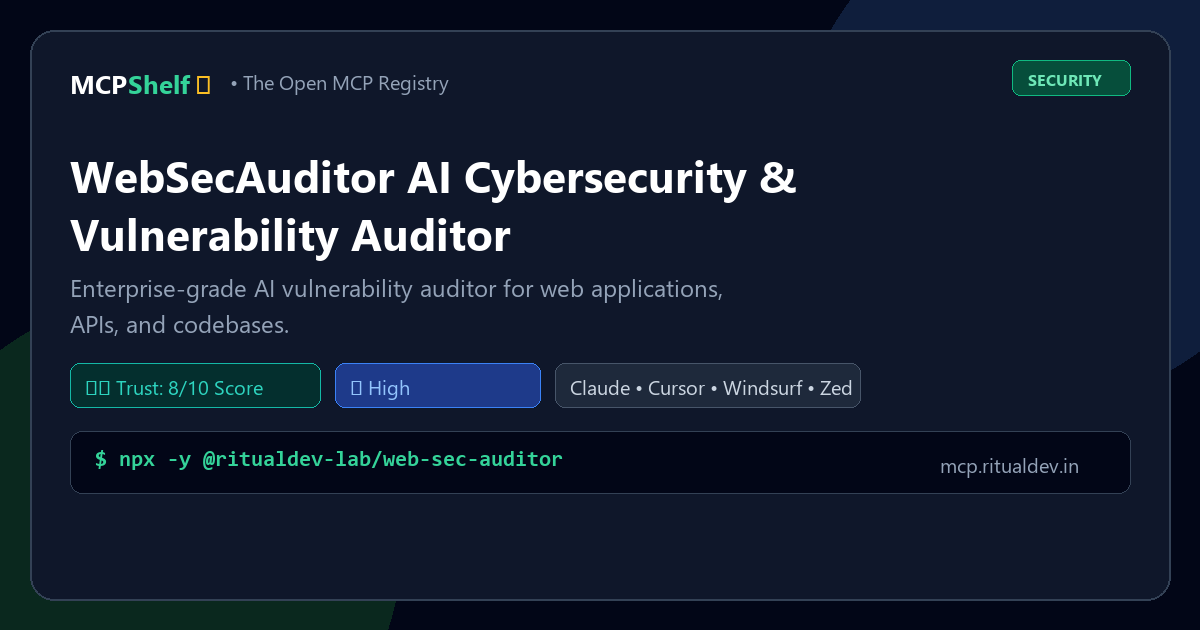 MCPShelf • The Open MCP Registry
SECURITY
WebSecAuditor AI Cybersecurity &
Vulnerability Auditor
Enterprise-grade AI vulnerability auditor for web applications,
APIs, and codebases.
Trust: 8/10 Score
High
Claude • Cursor • Windsurf • Zed
$ npx -y @ritualdev-lab/web-sec-auditor
mcp.ritualdev.in